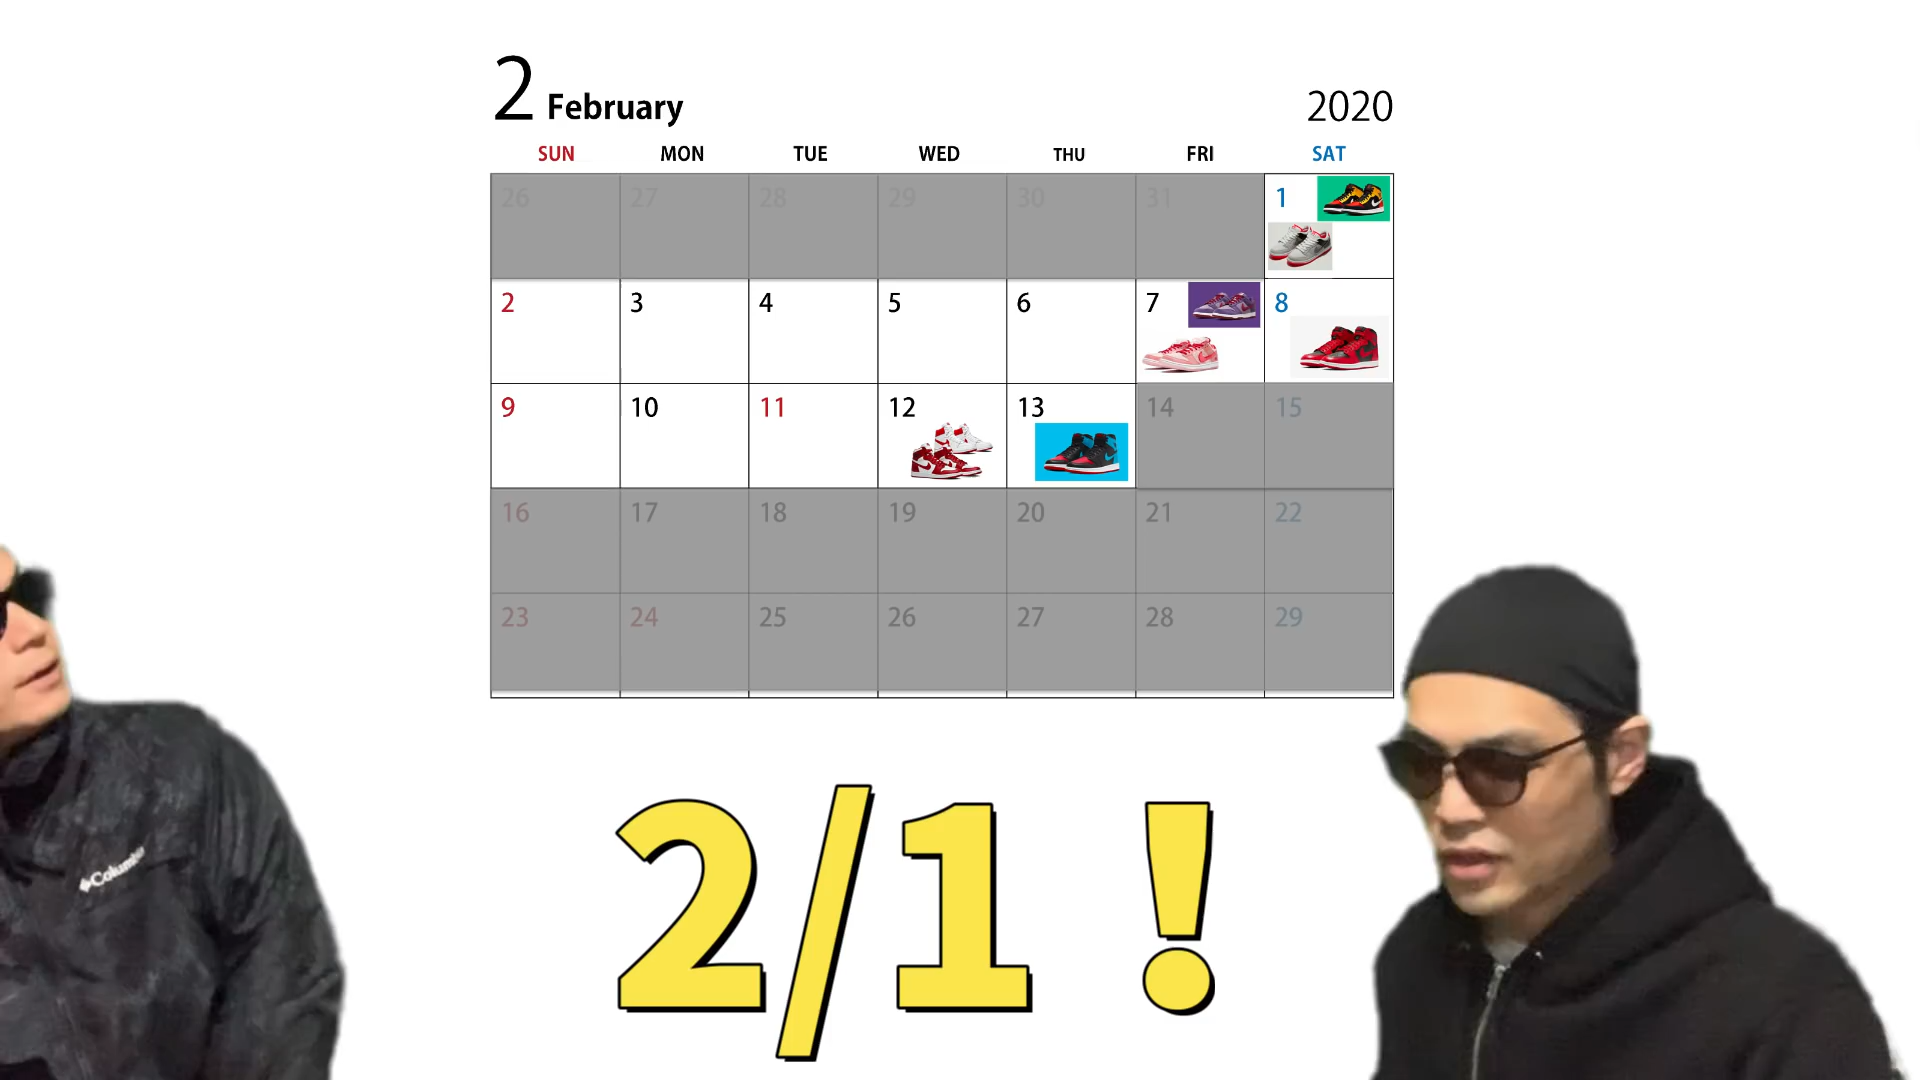 2 February 2020
SUN MON TUE WED THU FRI SAT
26 27 28 29 30 31 1
2 3 4 5 6 7 8
9 10 11 12 13 14 15
16 17 18 19 20 21 22
23 24 25 26 27 28 29
Columbia
2/1 !